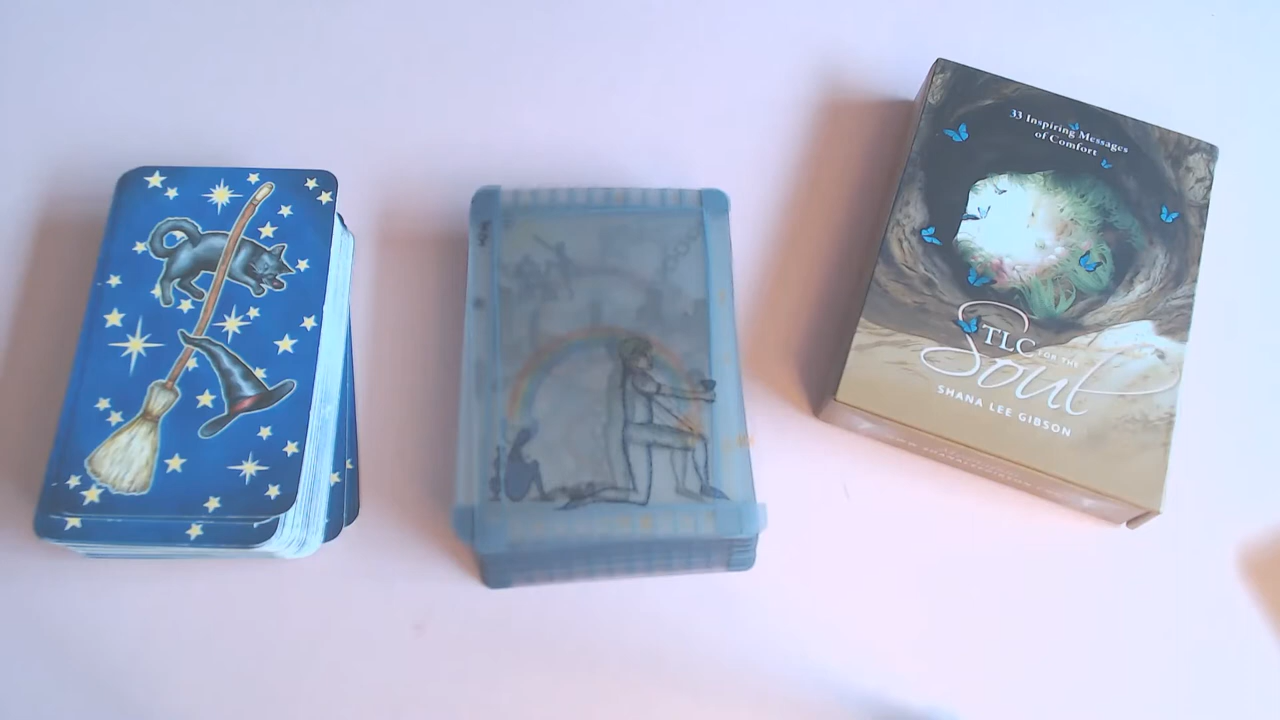 33 Inspiring Messages
of Comfort
TLC FOR THE
Soul
SHANA LEE GIBSON